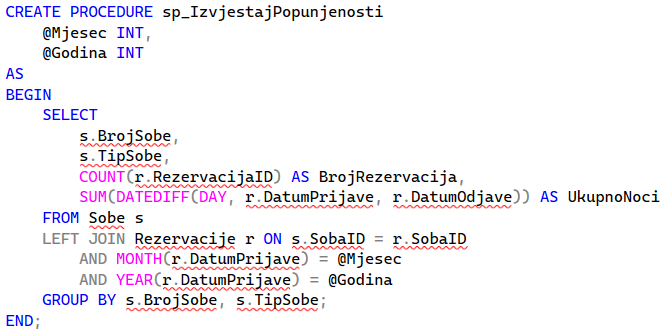 CREATE PROCEDURE sp_IzvjestajPopunjenosti
    @Mjesec INT,
    @Godina INT
AS
BEGIN
    SELECT
        s.BrojSobe,
        s.TipSobe,
        COUNT(r.RezervacijaID) AS BrojRezervacija,
        SUM(DATEDIFF(DAY, r.DatumPrijave, r.DatumOdjave)) AS UkupnoNoci
    FROM Sobe s
    LEFT JOIN Rezervacije r ON s.SobaID = r.SobaID
        AND MONTH(r.DatumPrijave) = @Mjesec
        AND YEAR(r.DatumPrijave) = @Godina
    GROUP BY s.BrojSobe, s.TipSobe;
END;